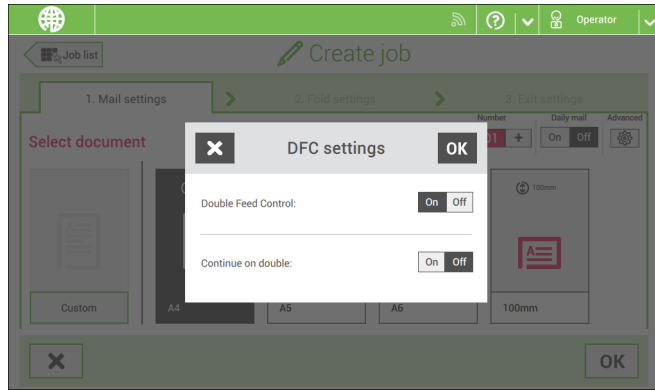 Operator
Job list
Create job
1. Mail settings
2. Fold settings
3. Exit settings
Number
Daily mail
Advanced
Select document
01 +
On Off
DFC settings
OK
Double Feed Control:
On Off
Continue on double:
On Off
100mm
Custom
A4
A5
A6
100mm
OK